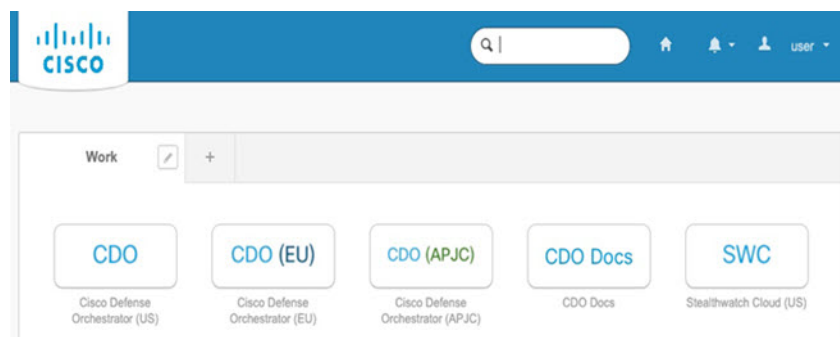 CISCO
user
Work
+
CDO
CDO (EU)
CDO (APJC)
CDO Docs
SWC
Cisco Defense
Orchestrator (US)
Cisco Defense
Orchestrator (EU)
Cisco Defense
Orchestrator (APJC)
CDO Docs
Stealthwatch Cloud (US)